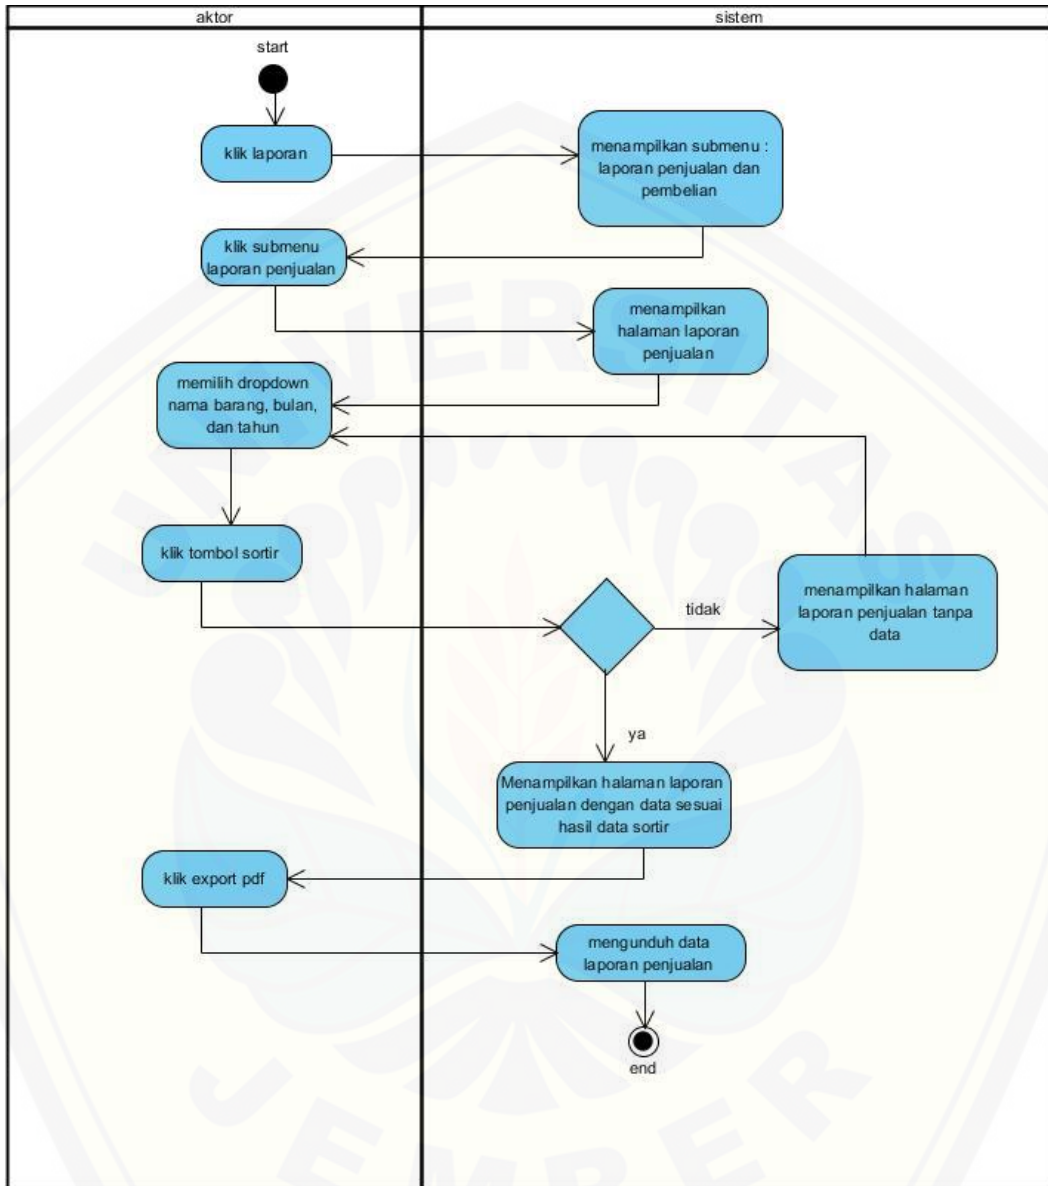 aktor
sistem
start
klik laporan
menampilkan submenu :
laporan penjualan dan
pembelian
klik submenu
laporan penjualan
menampilkan
halaman laporan
penjualan
memilih dropdown
nama barang, bulan,
dan tahun
klik tombol sortir
tidak
menampilkan halaman
laporan penjualan tanpa
data
ya
Menampilkan halaman laporan
penjualan dengan data sesuai
hasil data sortir
klik export pdf
mengunduh data
laporan penjualan
end
UNIVERSITAS
JEMBER